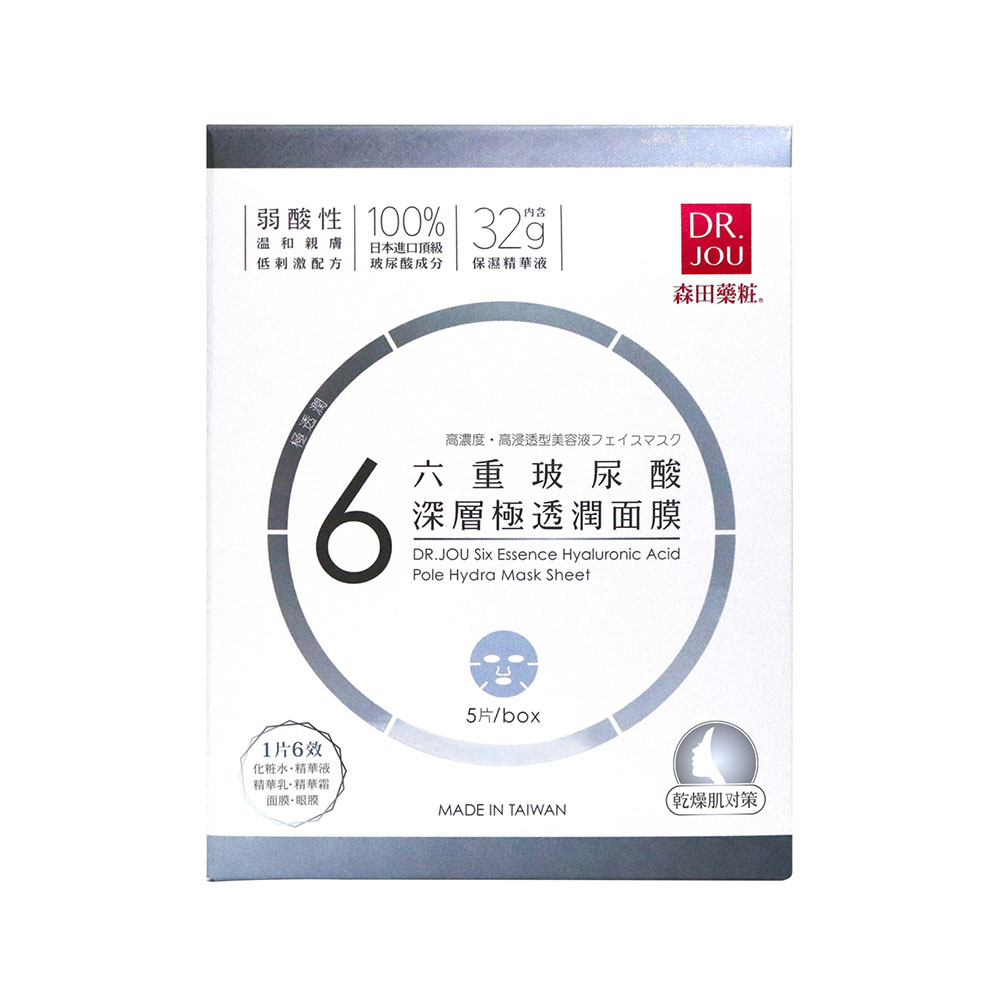 弱酸性
溫和親膚
低刺激配方
100%
日本進口頂級
玻尿酸成分
內含
32g
保濕精華液
DR.
JOU
森田藥粧®
極透潤
高濃度・高浸透型美容液フェイスマスク
6
六重玻尿酸
深層極透潤面膜
DR.JOU Six Essence Hyaluronic Acid
Pole Hydra Mask Sheet
5片/box
1片6效
化粧水・精華液
精華乳・精華霜
面膜・眼膜
乾燥肌対策
MADE IN TAIWAN